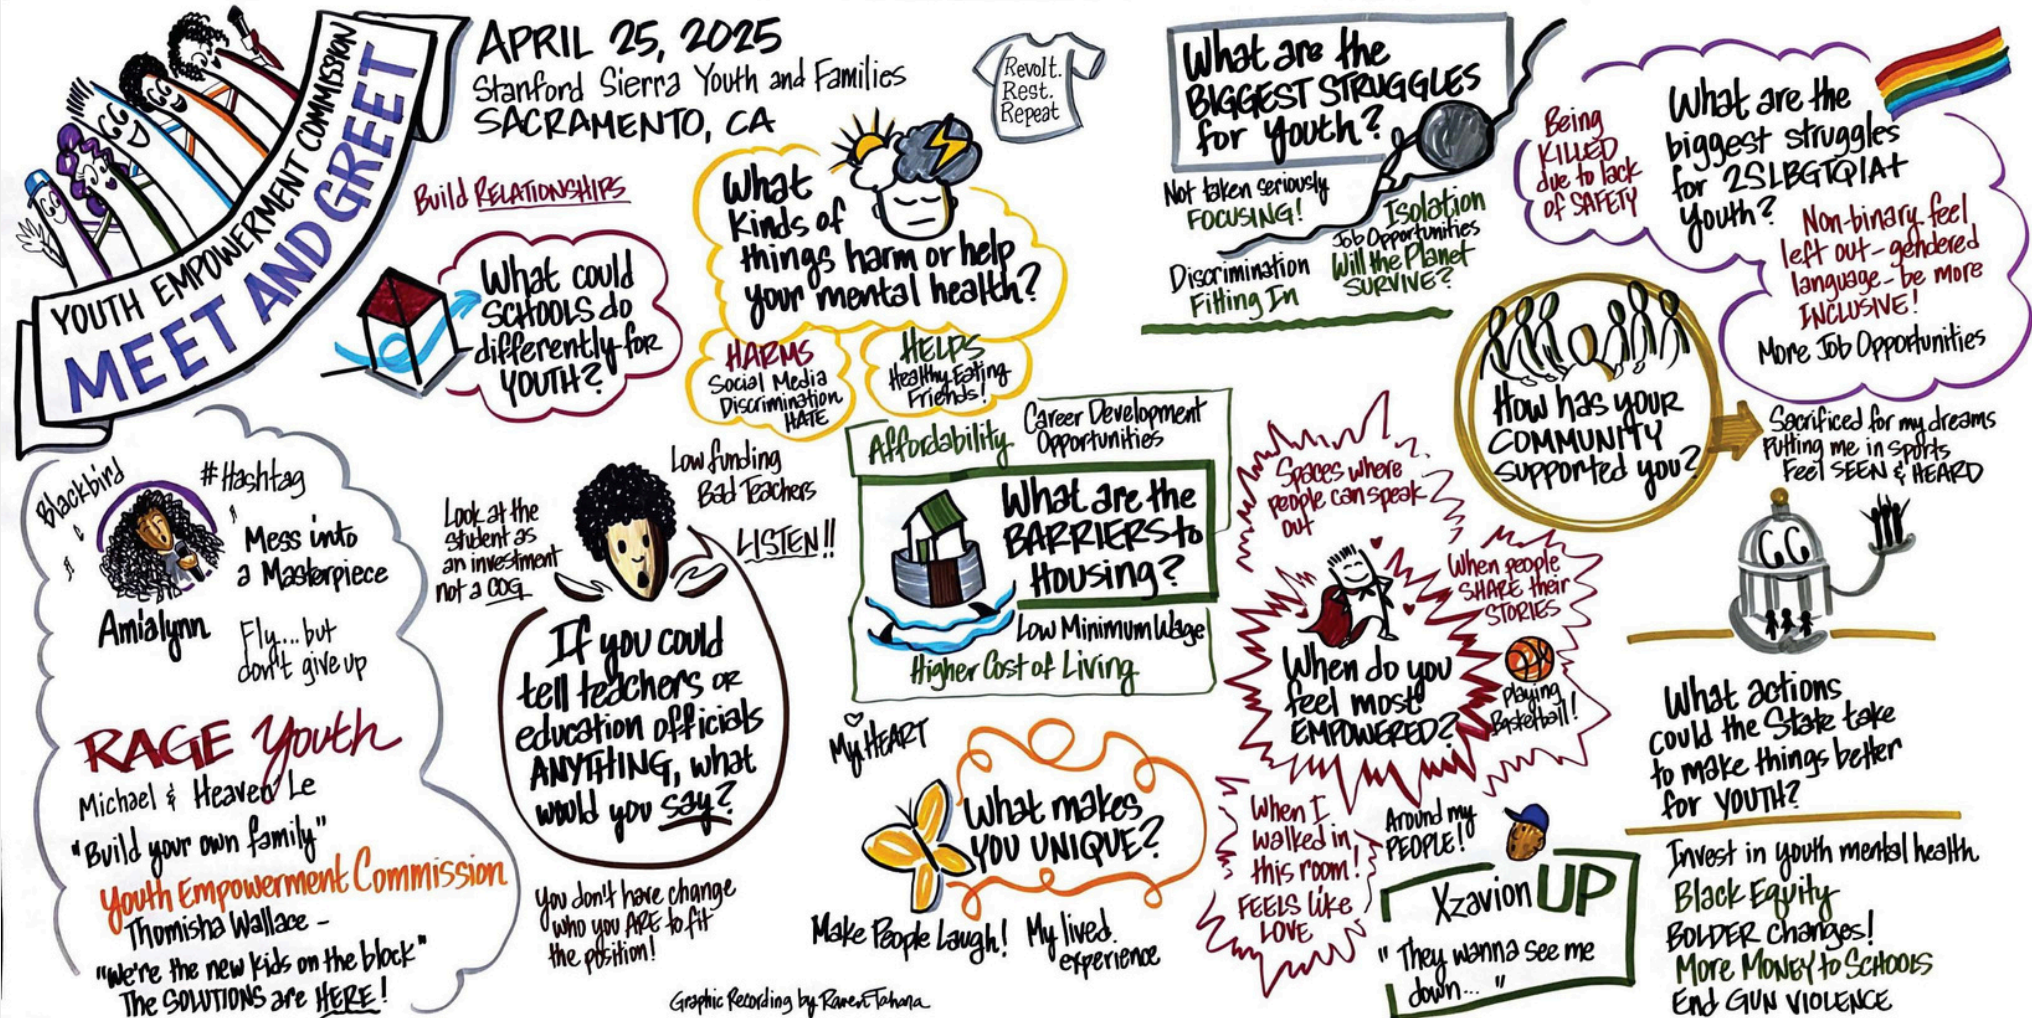 YOUTH EMPOWERMENT COMMISSION
MEET AND GREET
APRIL 25, 2025
Stanford Sierra Youth and Families
SACRAMENTO, CA
Revolt.
Rest.
Repeat
Build RELATIONSHIPS
What could
SCHOOLS do
differently for
YOUTH?
What
kinds of
things harm or help
your mental health?
HARMS
Social Media
Discrimination
HATE
HELPS
Healthy Eating
Friends!
What are the
BIGGEST STRUGGLES
for Youth?
Not taken seriously
FOCUSING!
Discrimination
Fitting In
Isolation
Job Opportunities
Will the Planet
SURVIVE?
Being
KILLED
due to lack
of SAFETY
What are the
biggest struggles
for 2SLBGTQIA+
Youth?
Non-binary feel
left out - gendered
language - be more
INCLUSIVE!
More Job Opportunities
How has your
COMMUNITY
supported you?
Sacrificed for my dreams
Putting me in sports
Feel SEEN & HEARD
Blackbird
#Hashtag
Mess into
a Masterpiece
Amialynn
Fly... but
don't give up
RAGE Youth
Michael & Heaven Le
"Build your own family"
Youth Empowerment Commission
Thomisha Wallace -
"We're the new kids on the block"
The SOLUTIONS are HERE!
Look at the
student as
an investment
not a COG
Low funding
Bad Teachers
LISTEN!!
If you could
tell teachers OR
education officials
ANYTHING, what
would you say?
You don't have change
who you ARE to fit
the position!
Affordability
Career Development
Opportunities
What are the
BARRIERS to
Housing?
Low Minimum Wage
Higher Cost of Living
My HEART
What makes
YOU UNIQUE?
Make People Laugh!
My lived
experience
Spaces where
people can speak
out
When people
SHARE their
STORIES
When do you
feel most
EMPOWERED?
Playing
Basketball!
When I
walked in
this room!
FEELS like
LOVE
Around my
PEOPLE!
Xzavion UP
"They wanna see me
down... "
What actions
could the State take
to make things better
for YOUTH?
Invest in youth mental health
Black Equity
BOLDER Changes!
More MONEY to SCHOOLS
End GUN VIOLENCE
Graphic Recording by Raven Tahana